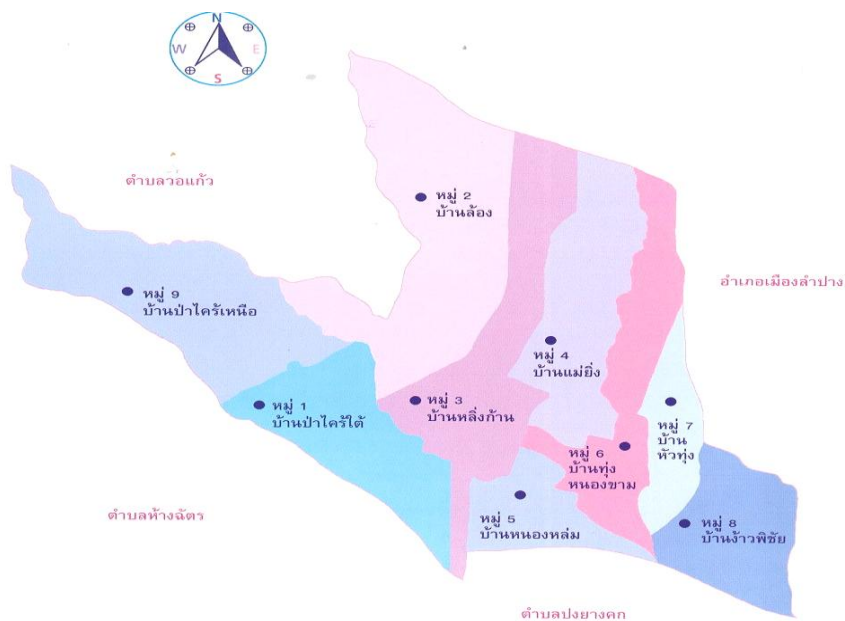 N
W E
S
ตำบลวอแก้ว
หมู่ 2
บ้านล้อง
หมู่ 9
บ้านป่าไคร้เหนือ
อำเภอเมืองลำปาง
หมู่ 4
บ้านแม่ยิ่ง
หมู่ 1
บ้านป่าไคร้ใต้
หมู่ 3
บ้านหลิ่งก้าน
หมู่ 7
บ้าน
หัวทุ่ง
หมู่ 6
บ้านทุ่ง
หนองขาม
ตำบลห้างฉัตร
หมู่ 5
บ้านหนองหล่ม
หมู่ 8
บ้านง้าวพิชัย
ตำบลปงยางคก